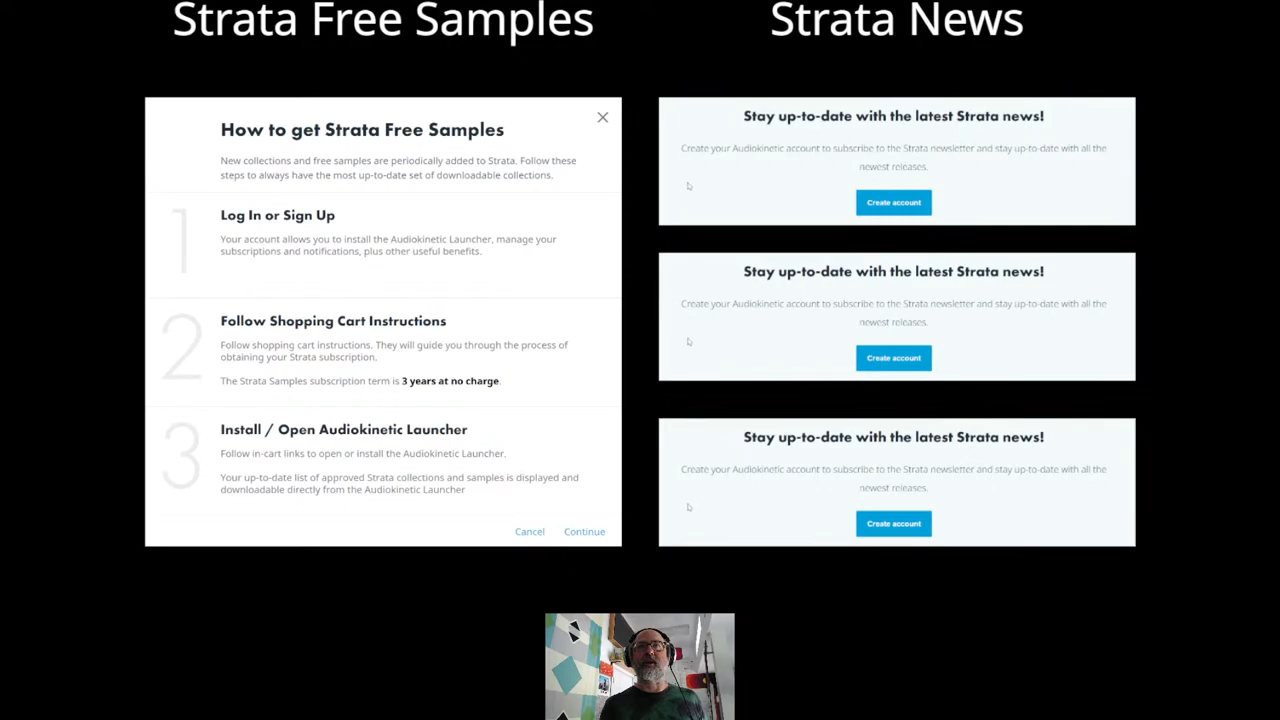 Strata Free Samples
How to get Strata Free Samples
New collections and free samples are periodically added to Strata. Follow these
steps to always have the most up-to-date set of downloadable collections.
1
Log In or Sign Up
Your account allows you to install the Audiokinetic Launcher, manage your
subscriptions and notifications, plus other useful benefits.
2
Follow Shopping Cart Instructions
Follow shopping cart instructions. They will guide you through the process of
obtaining your Strata subscription.
The Strata Samples subscription term is 3 years at no charge.
3
Install / Open Audiokinetic Launcher
Follow in-cart links to open or install the Audiokinetic Launcher.
Your up-to-date list of approved Strata collections and samples is displayed and
downloadable directly from the Audiokinetic Launcher
Cancel Continue
Strata News
Stay up-to-date with the latest Strata news!
Create your Audiokinetic account to subscribe to the Strata newsletter and stay up-to-date with all the
newest releases.
Create account
Stay up-to-date with the latest Strata news!
Create your Audiokinetic account to subscribe to the Strata newsletter and stay up-to-date with all the
newest releases.
Create account
Stay up-to-date with the latest Strata news!
Create your Audiokinetic account to subscribe to the Strata newsletter and stay up-to-date with all the
newest releases.
Create account